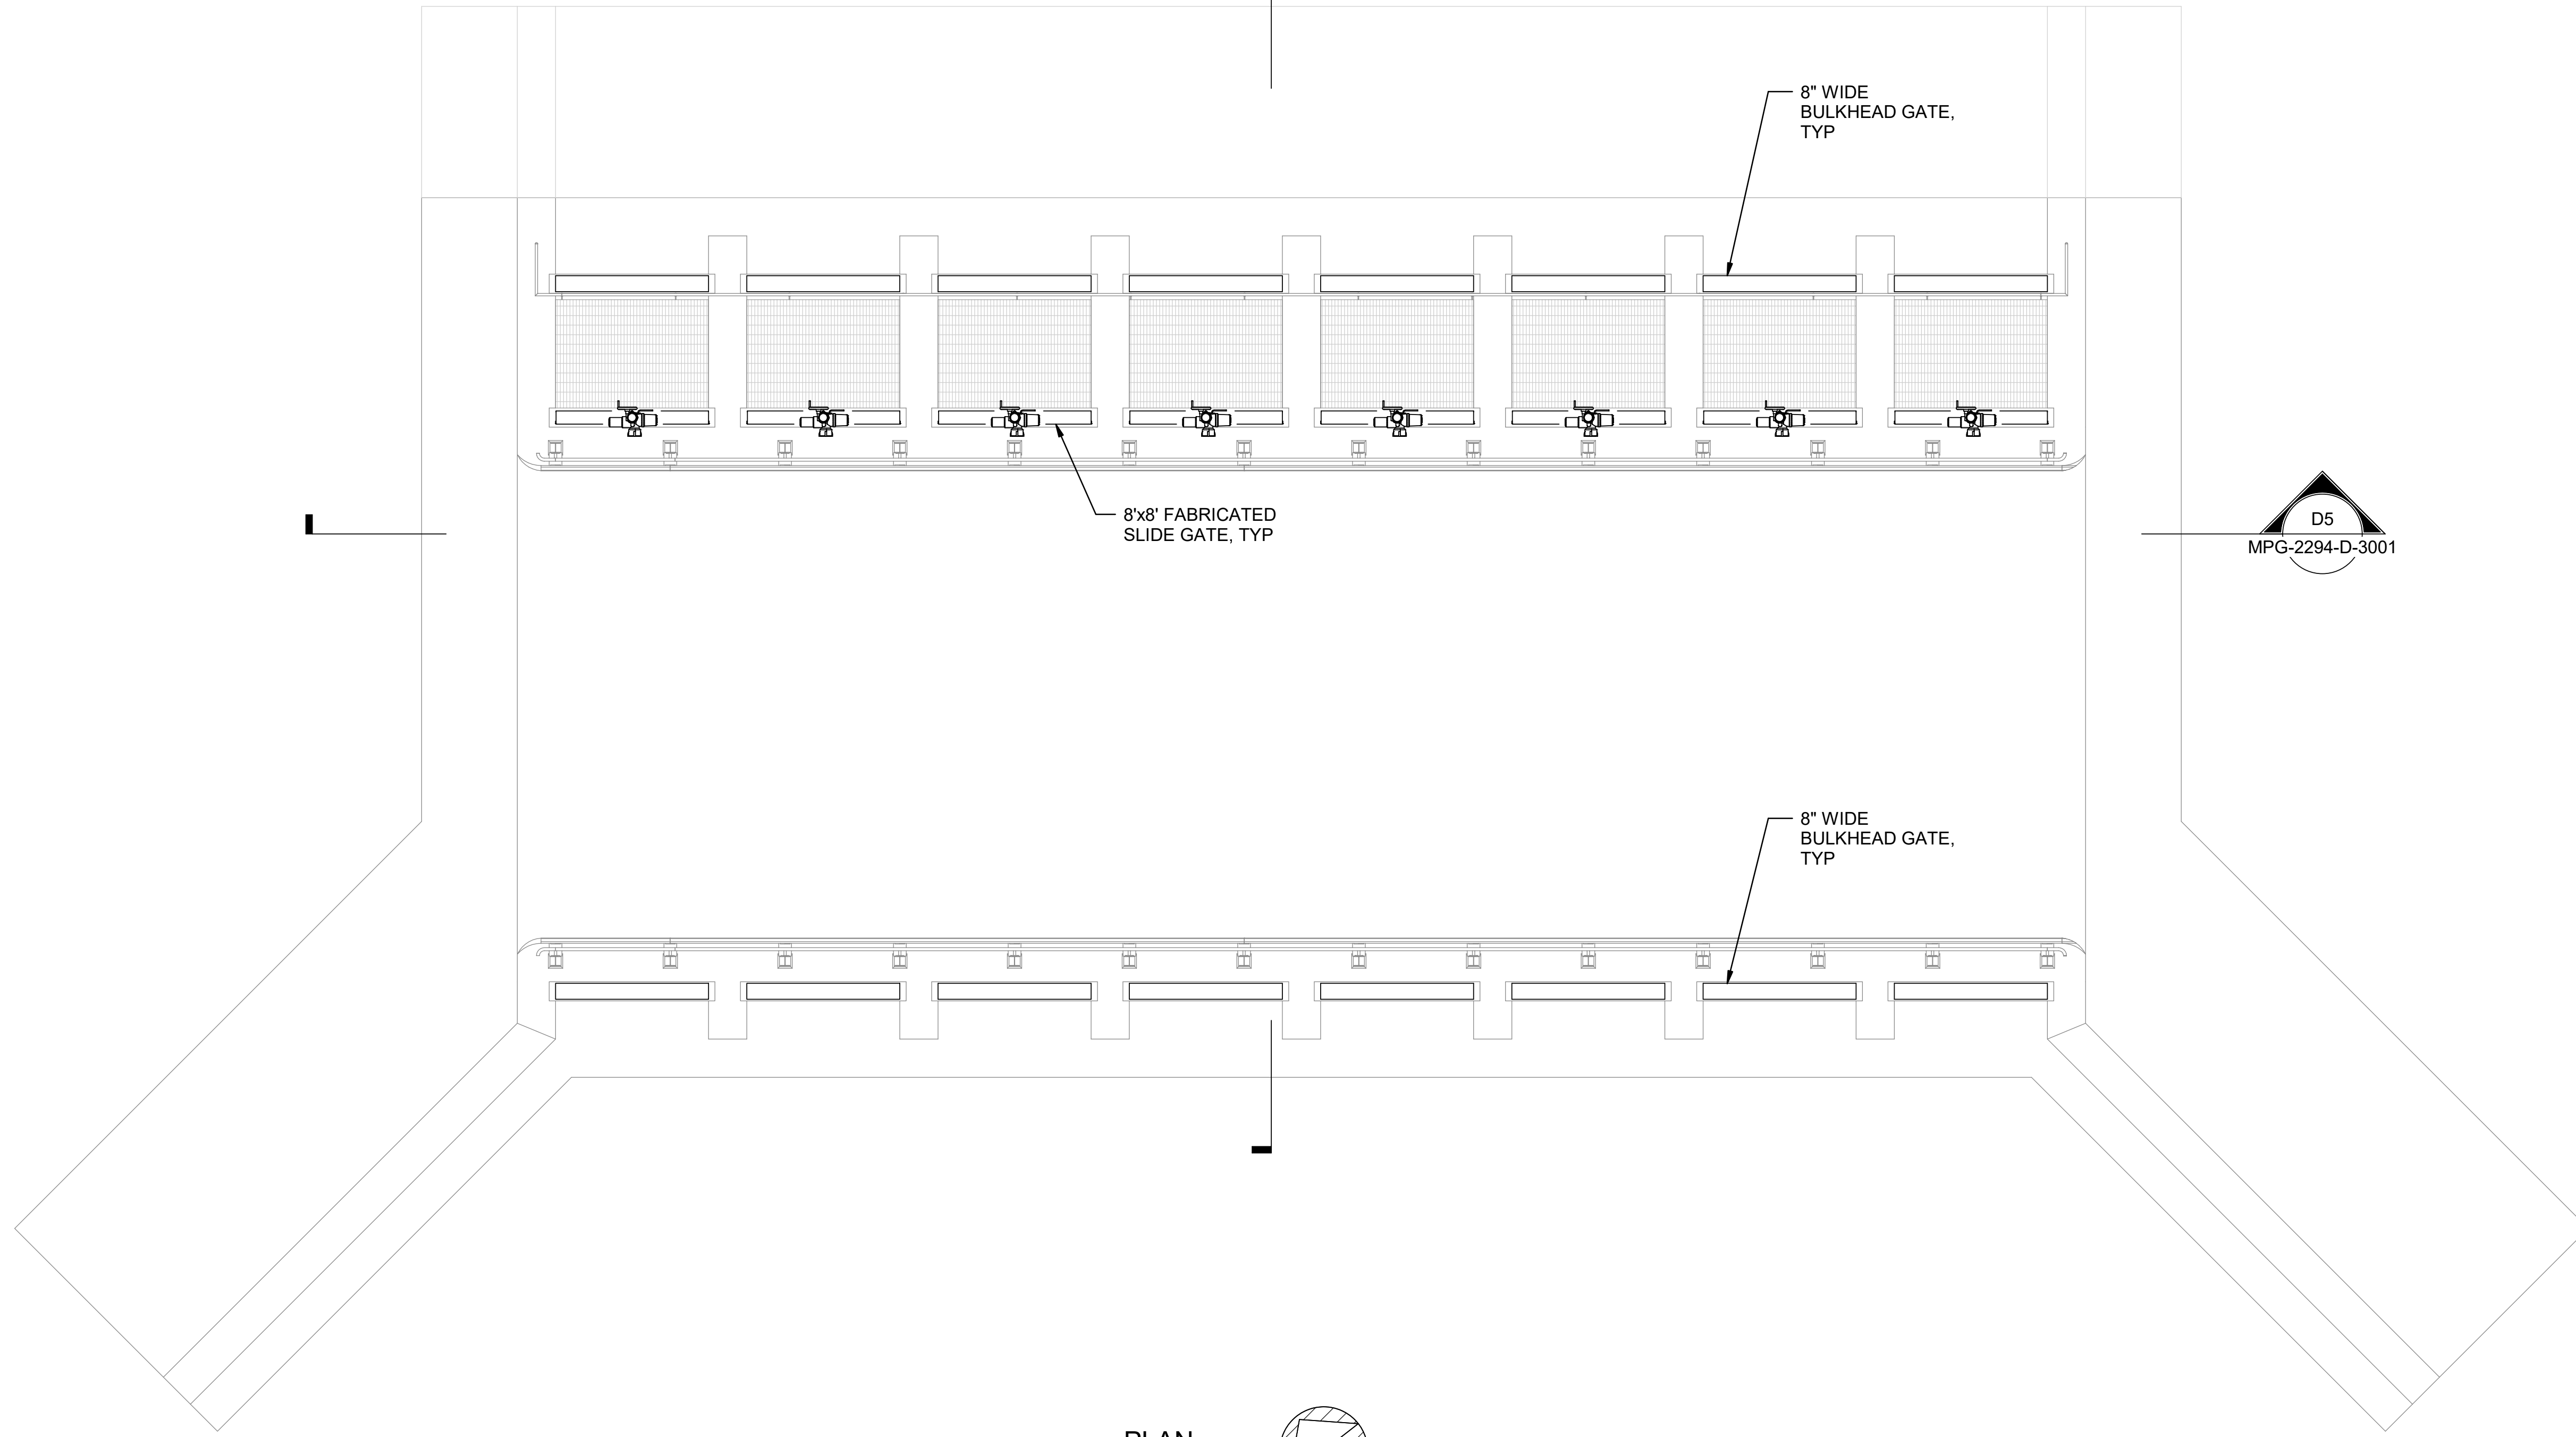 8" WIDE
BULKHEAD GATE,
TYP
8'x8' FABRICATED
SLIDE GATE, TYP
D5
MPG-2294-D-3001
8" WIDE
BULKHEAD GATE,
TYP
PLAN